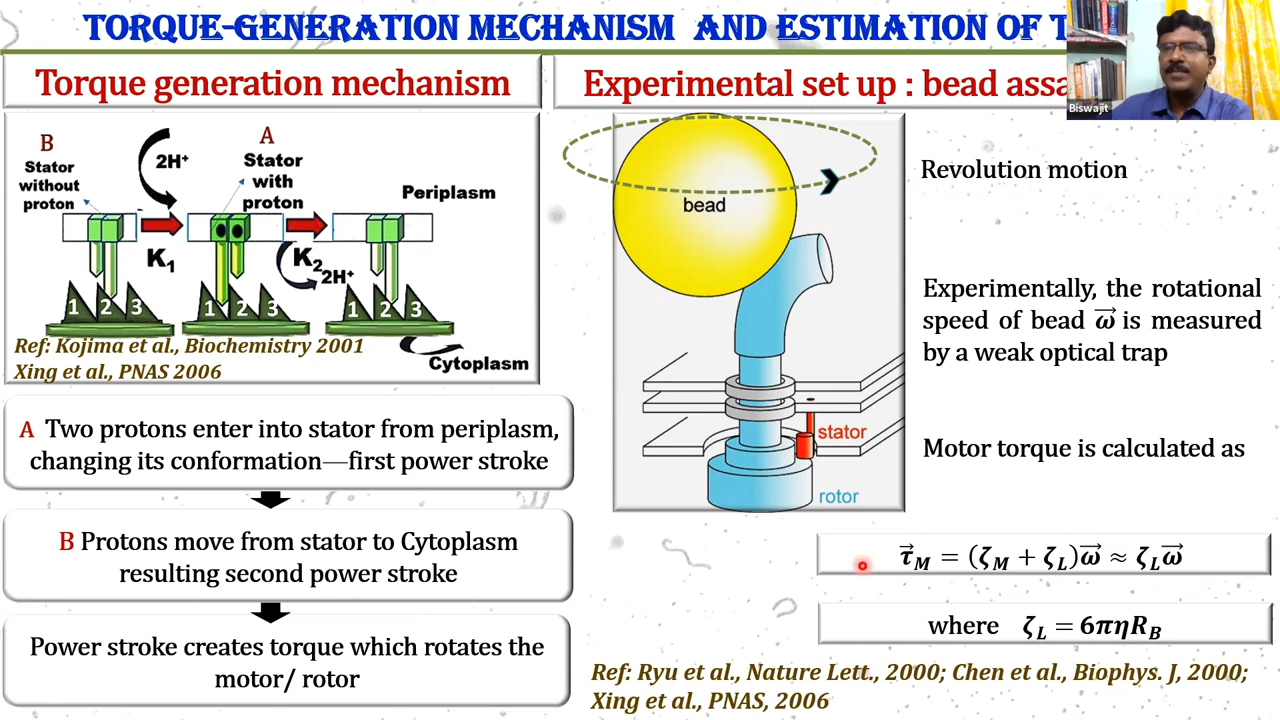 TORQUE-GENERATION MECHANISM AND ESTIMATION OF T
Biswajit
Torque generation mechanism
B
Stator
without
proton
2H⁺
A
Stator
with
proton
Periplasm
K₁
K₂
2H⁺
1 2 3
1 2 3
1 2 3
Cytoplasm
Ref: Kojima et al., Biochemistry 2001
Xing et al., PNAS 2006
A Two protons enter into stator from periplasm,
changing its conformation—first power stroke
B Protons move from stator to Cytoplasm
resulting second power stroke
Power stroke creates torque which rotates the
motor/ rotor
Experimental set up : bead assa
bead
stator
rotor
Revolution motion
Experimentally, the rotational
speed of bead ω⃗ is measured
by a weak optical trap
Motor torque is calculated as
τ⃗_M = (ζ_M + ζ_L)ω⃗ ≈ ζ_Lω⃗
where ζ_L = 6πηR_B
Ref: Ryu et al., Nature Lett., 2000; Chen et al., Biophys. J, 2000;
Xing et al., PNAS, 2006